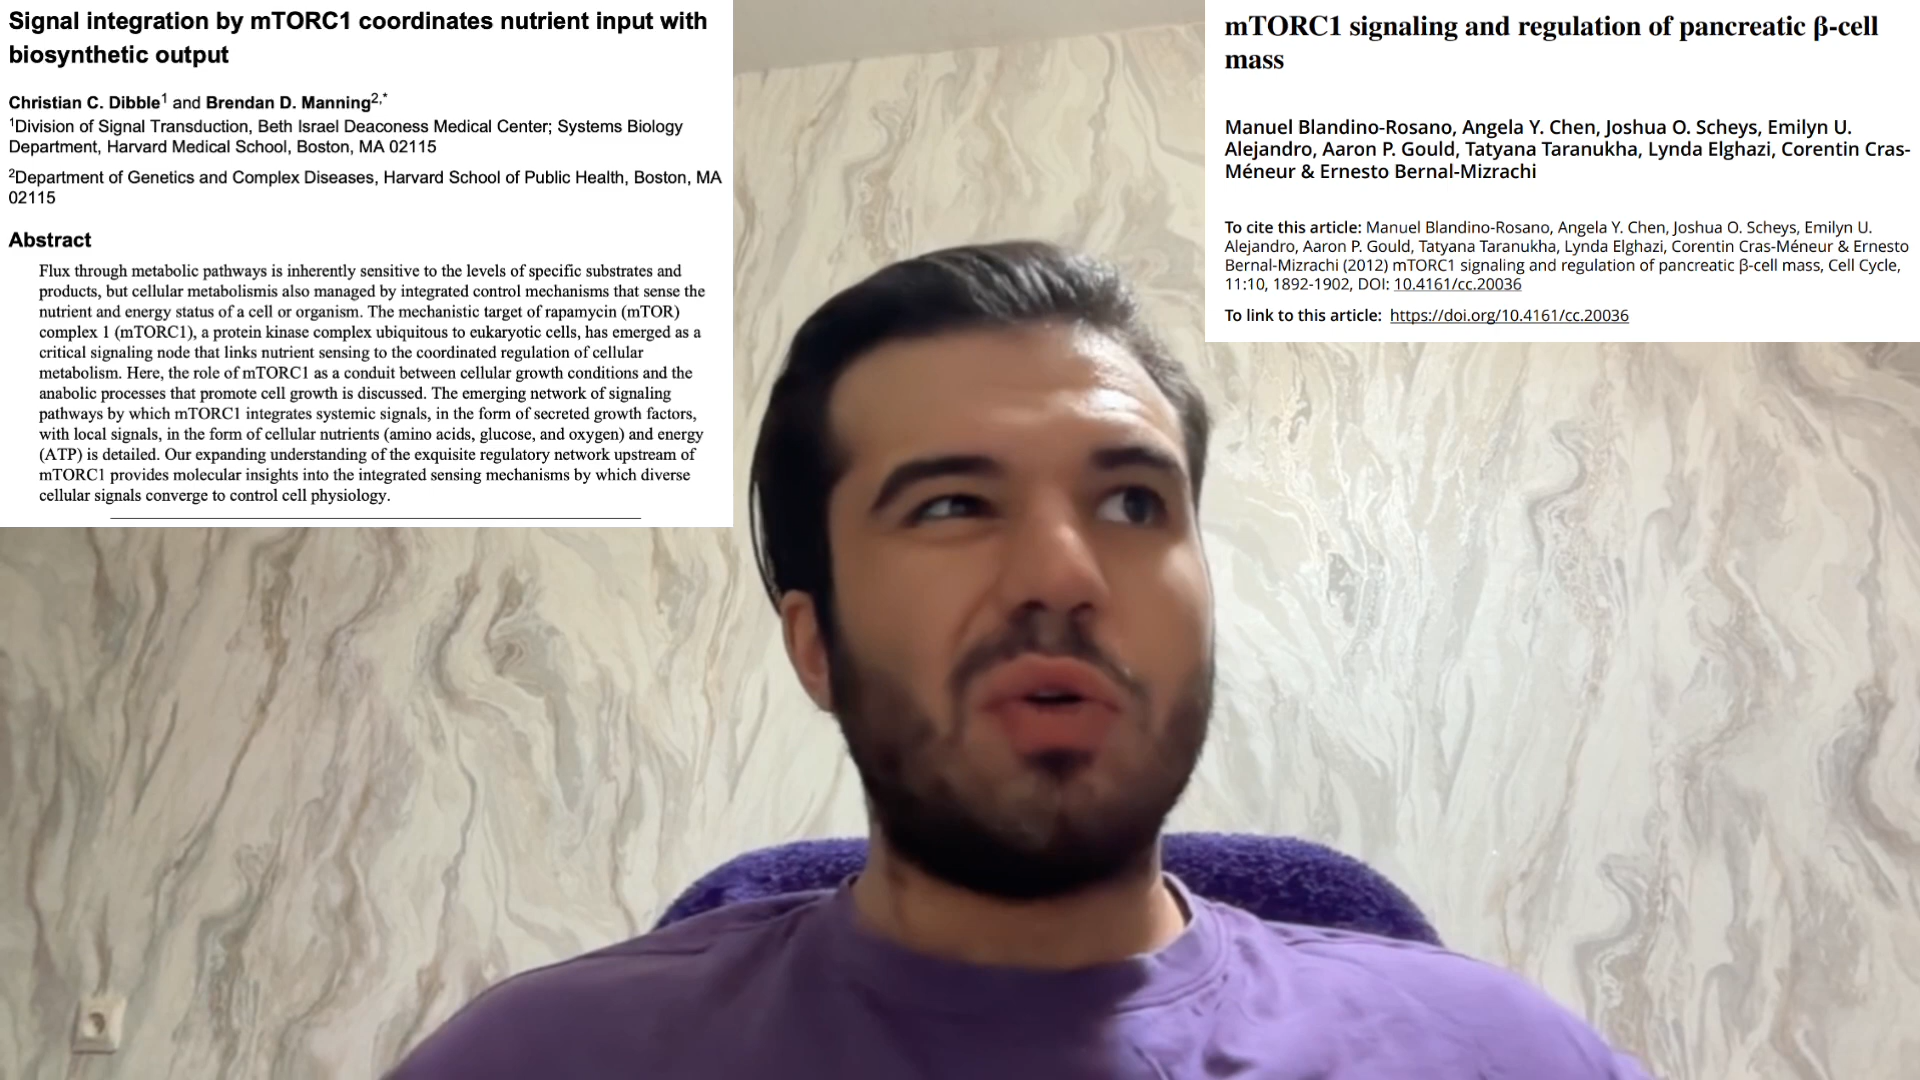 Signal integration by mTORC1 coordinates nutrient input with
biosynthetic output
Christian C. Dibble1 and Brendan D. Manning2,*
1Division of Signal Transduction, Beth Israel Deaconess Medical Center; Systems Biology
Department, Harvard Medical School, Boston, MA 02115
2Department of Genetics and Complex Diseases, Harvard School of Public Health, Boston, MA
02115
Abstract
Flux through metabolic pathways is inherently sensitive to the levels of specific substrates and
products, but cellular metabolismis also managed by integrated control mechanisms that sense the
nutrient and energy status of a cell or organism. The mechanistic target of rapamycin (mTOR)
complex 1 (mTORC1), a protein kinase complex ubiquitous to eukaryotic cells, has emerged as a
critical signaling node that links nutrient sensing to the coordinated regulation of cellular
metabolism. Here, the role of mTORC1 as a conduit between cellular growth conditions and the
anabolic processes that promote cell growth is discussed. The emerging network of signaling
pathways by which mTORC1 integrates systemic signals, in the form of secreted growth factors,
with local signals, in the form of cellular nutrients (amino acids, glucose, and oxygen) and energy
(ATP) is detailed. Our expanding understanding of the exquisite regulatory network upstream of
mTORC1 provides molecular insights into the integrated sensing mechanisms by which diverse
cellular signals converge to control cell physiology.
mTORC1 signaling and regulation of pancreatic β-cell
mass
Manuel Blandino-Rosano, Angela Y. Chen, Joshua O. Scheys, Emilyn U.
Alejandro, Aaron P. Gould, Tatyana Taranukha, Lynda Elghazi, Corentin Cras-
Méneur & Ernesto Bernal-Mizrachi
To cite this article: Manuel Blandino-Rosano, Angela Y. Chen, Joshua O. Scheys, Emilyn U.
Alejandro, Aaron P. Gould, Tatyana Taranukha, Lynda Elghazi, Corentin Cras-Méneur & Ernesto
Bernal-Mizrachi (2012) mTORC1 signaling and regulation of pancreatic β-cell mass, Cell Cycle,
11:10, 1892-1902, DOI: 10.4161/cc.20036
To link to this article: https://doi.org/10.4161/cc.20036